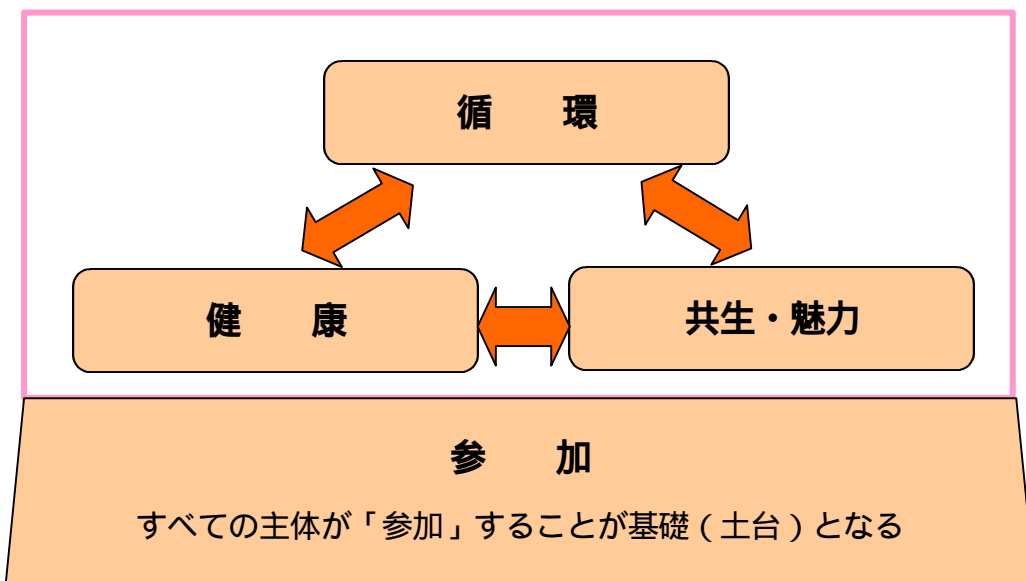 循　環
健　康
共生・魅力
参　加
すべての主体が「参加」することが基礎（土台）となる